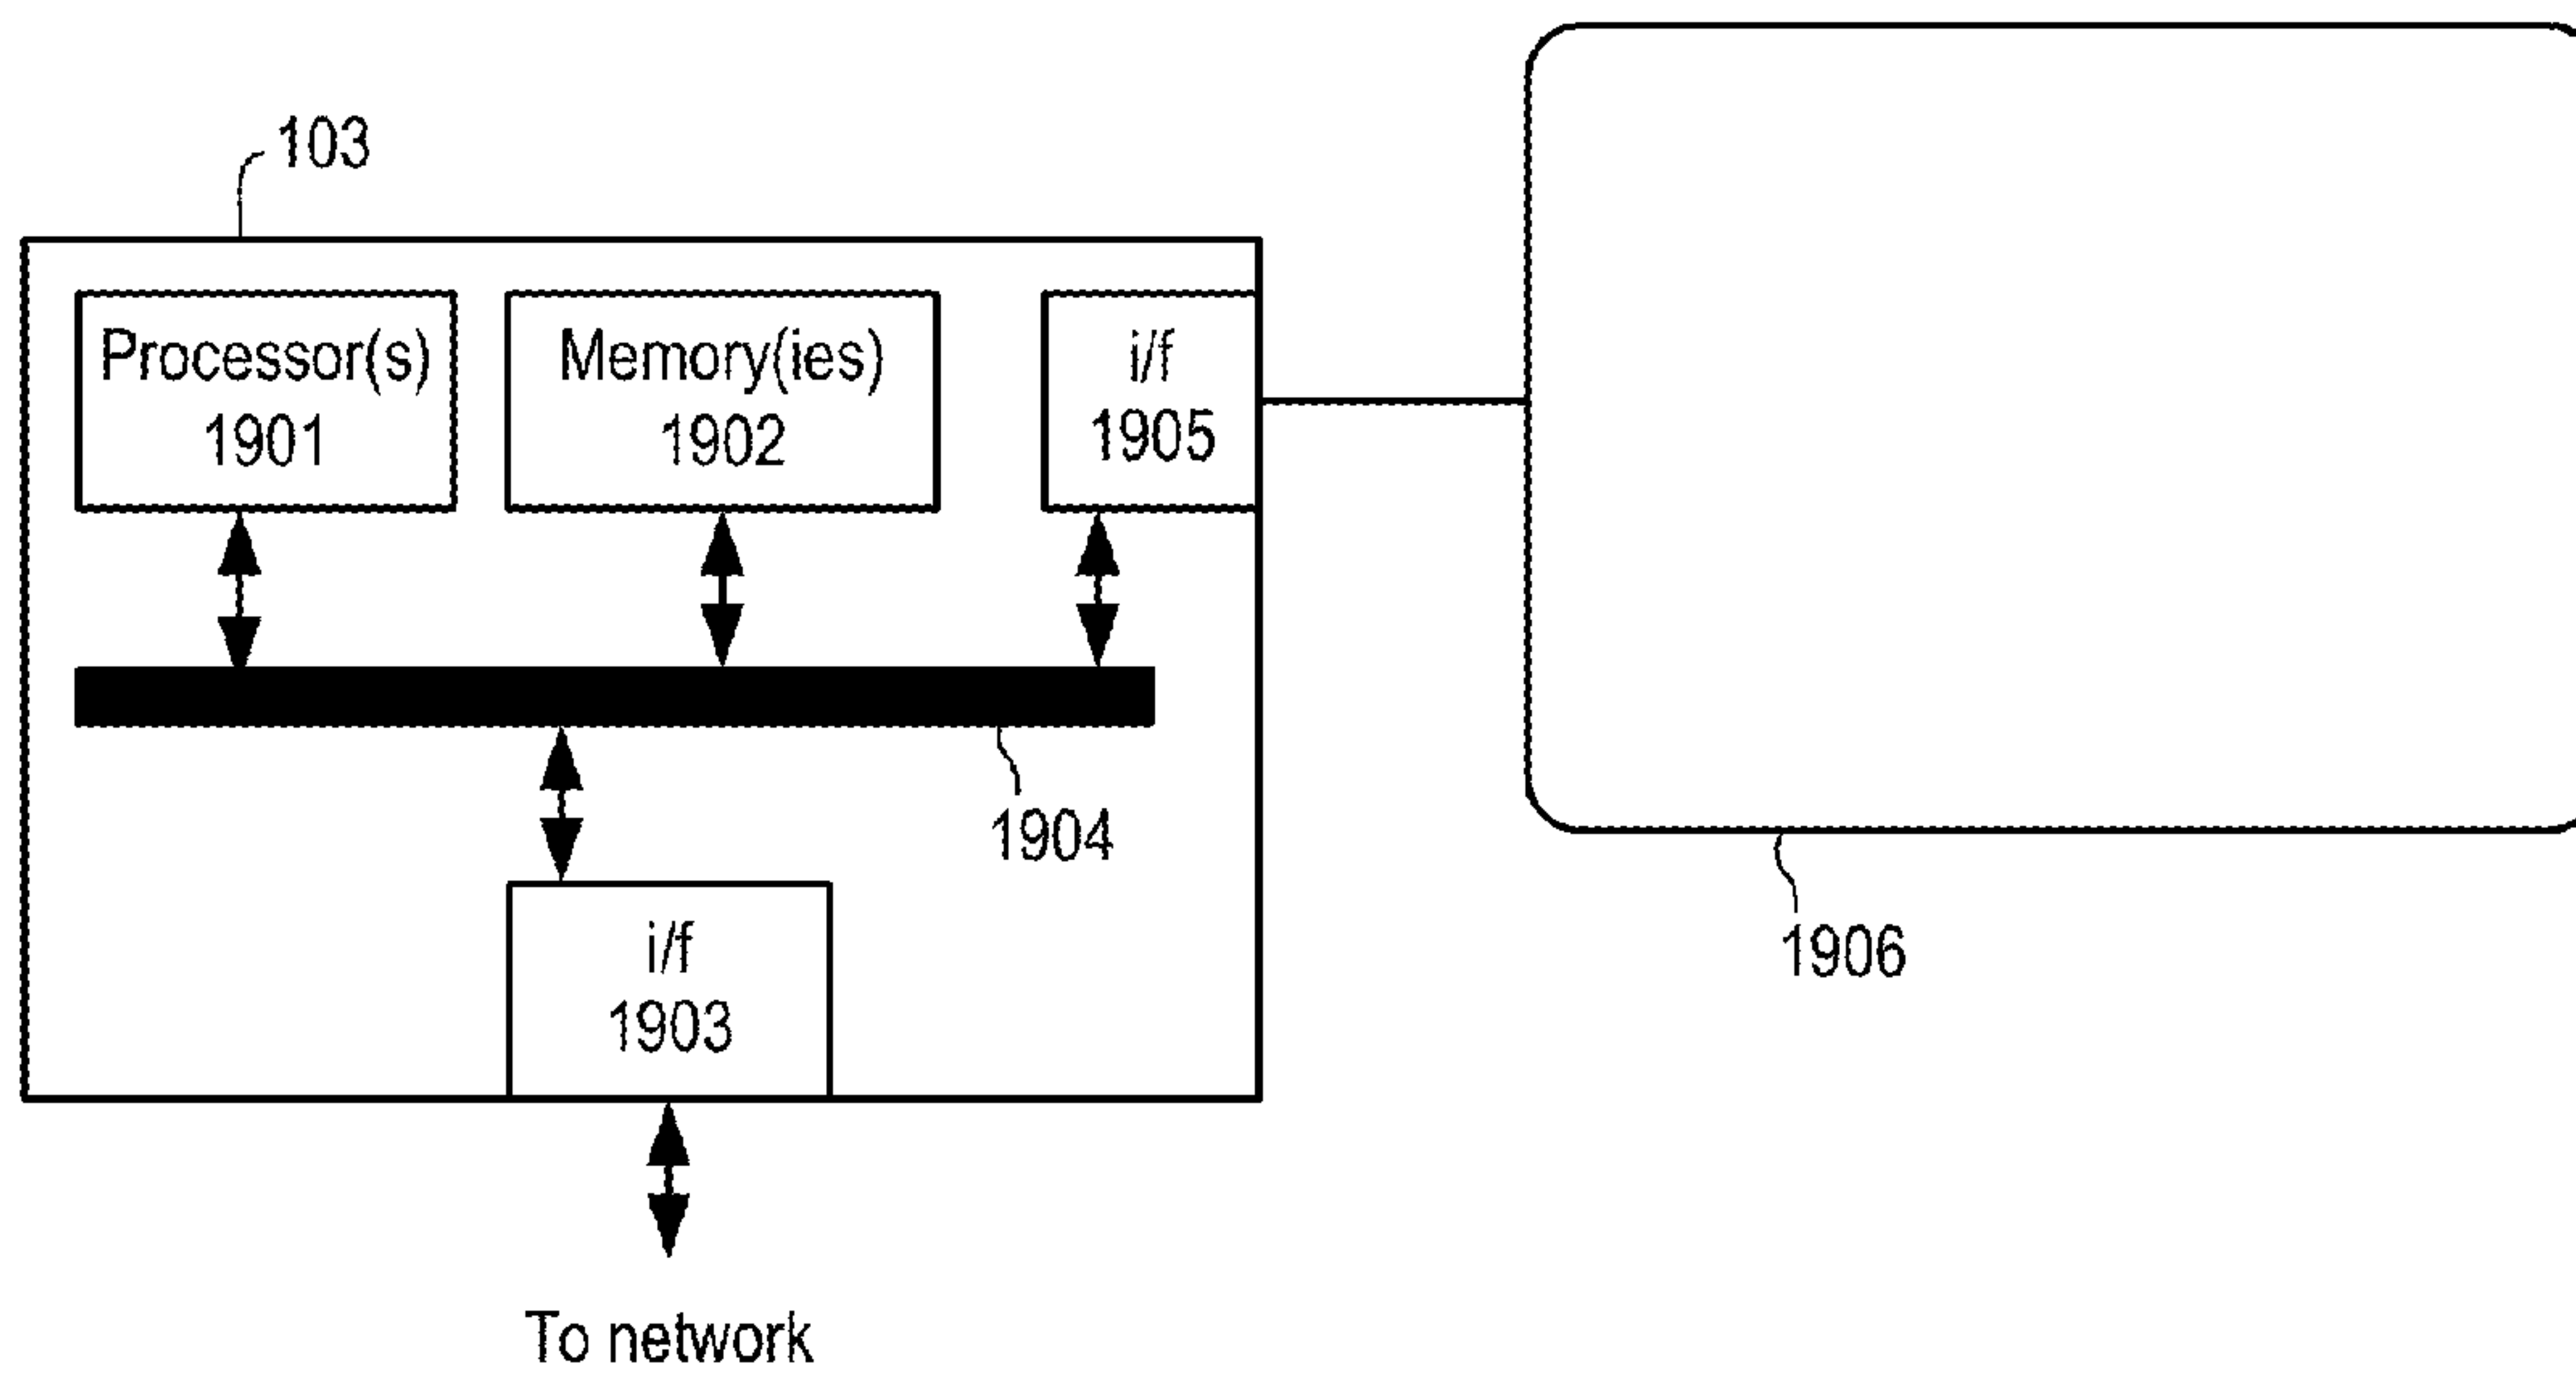 103
Processor(s)
1901
Memory(ies)
1902
i/f
1905
1904
i/f
1903
1906
To network